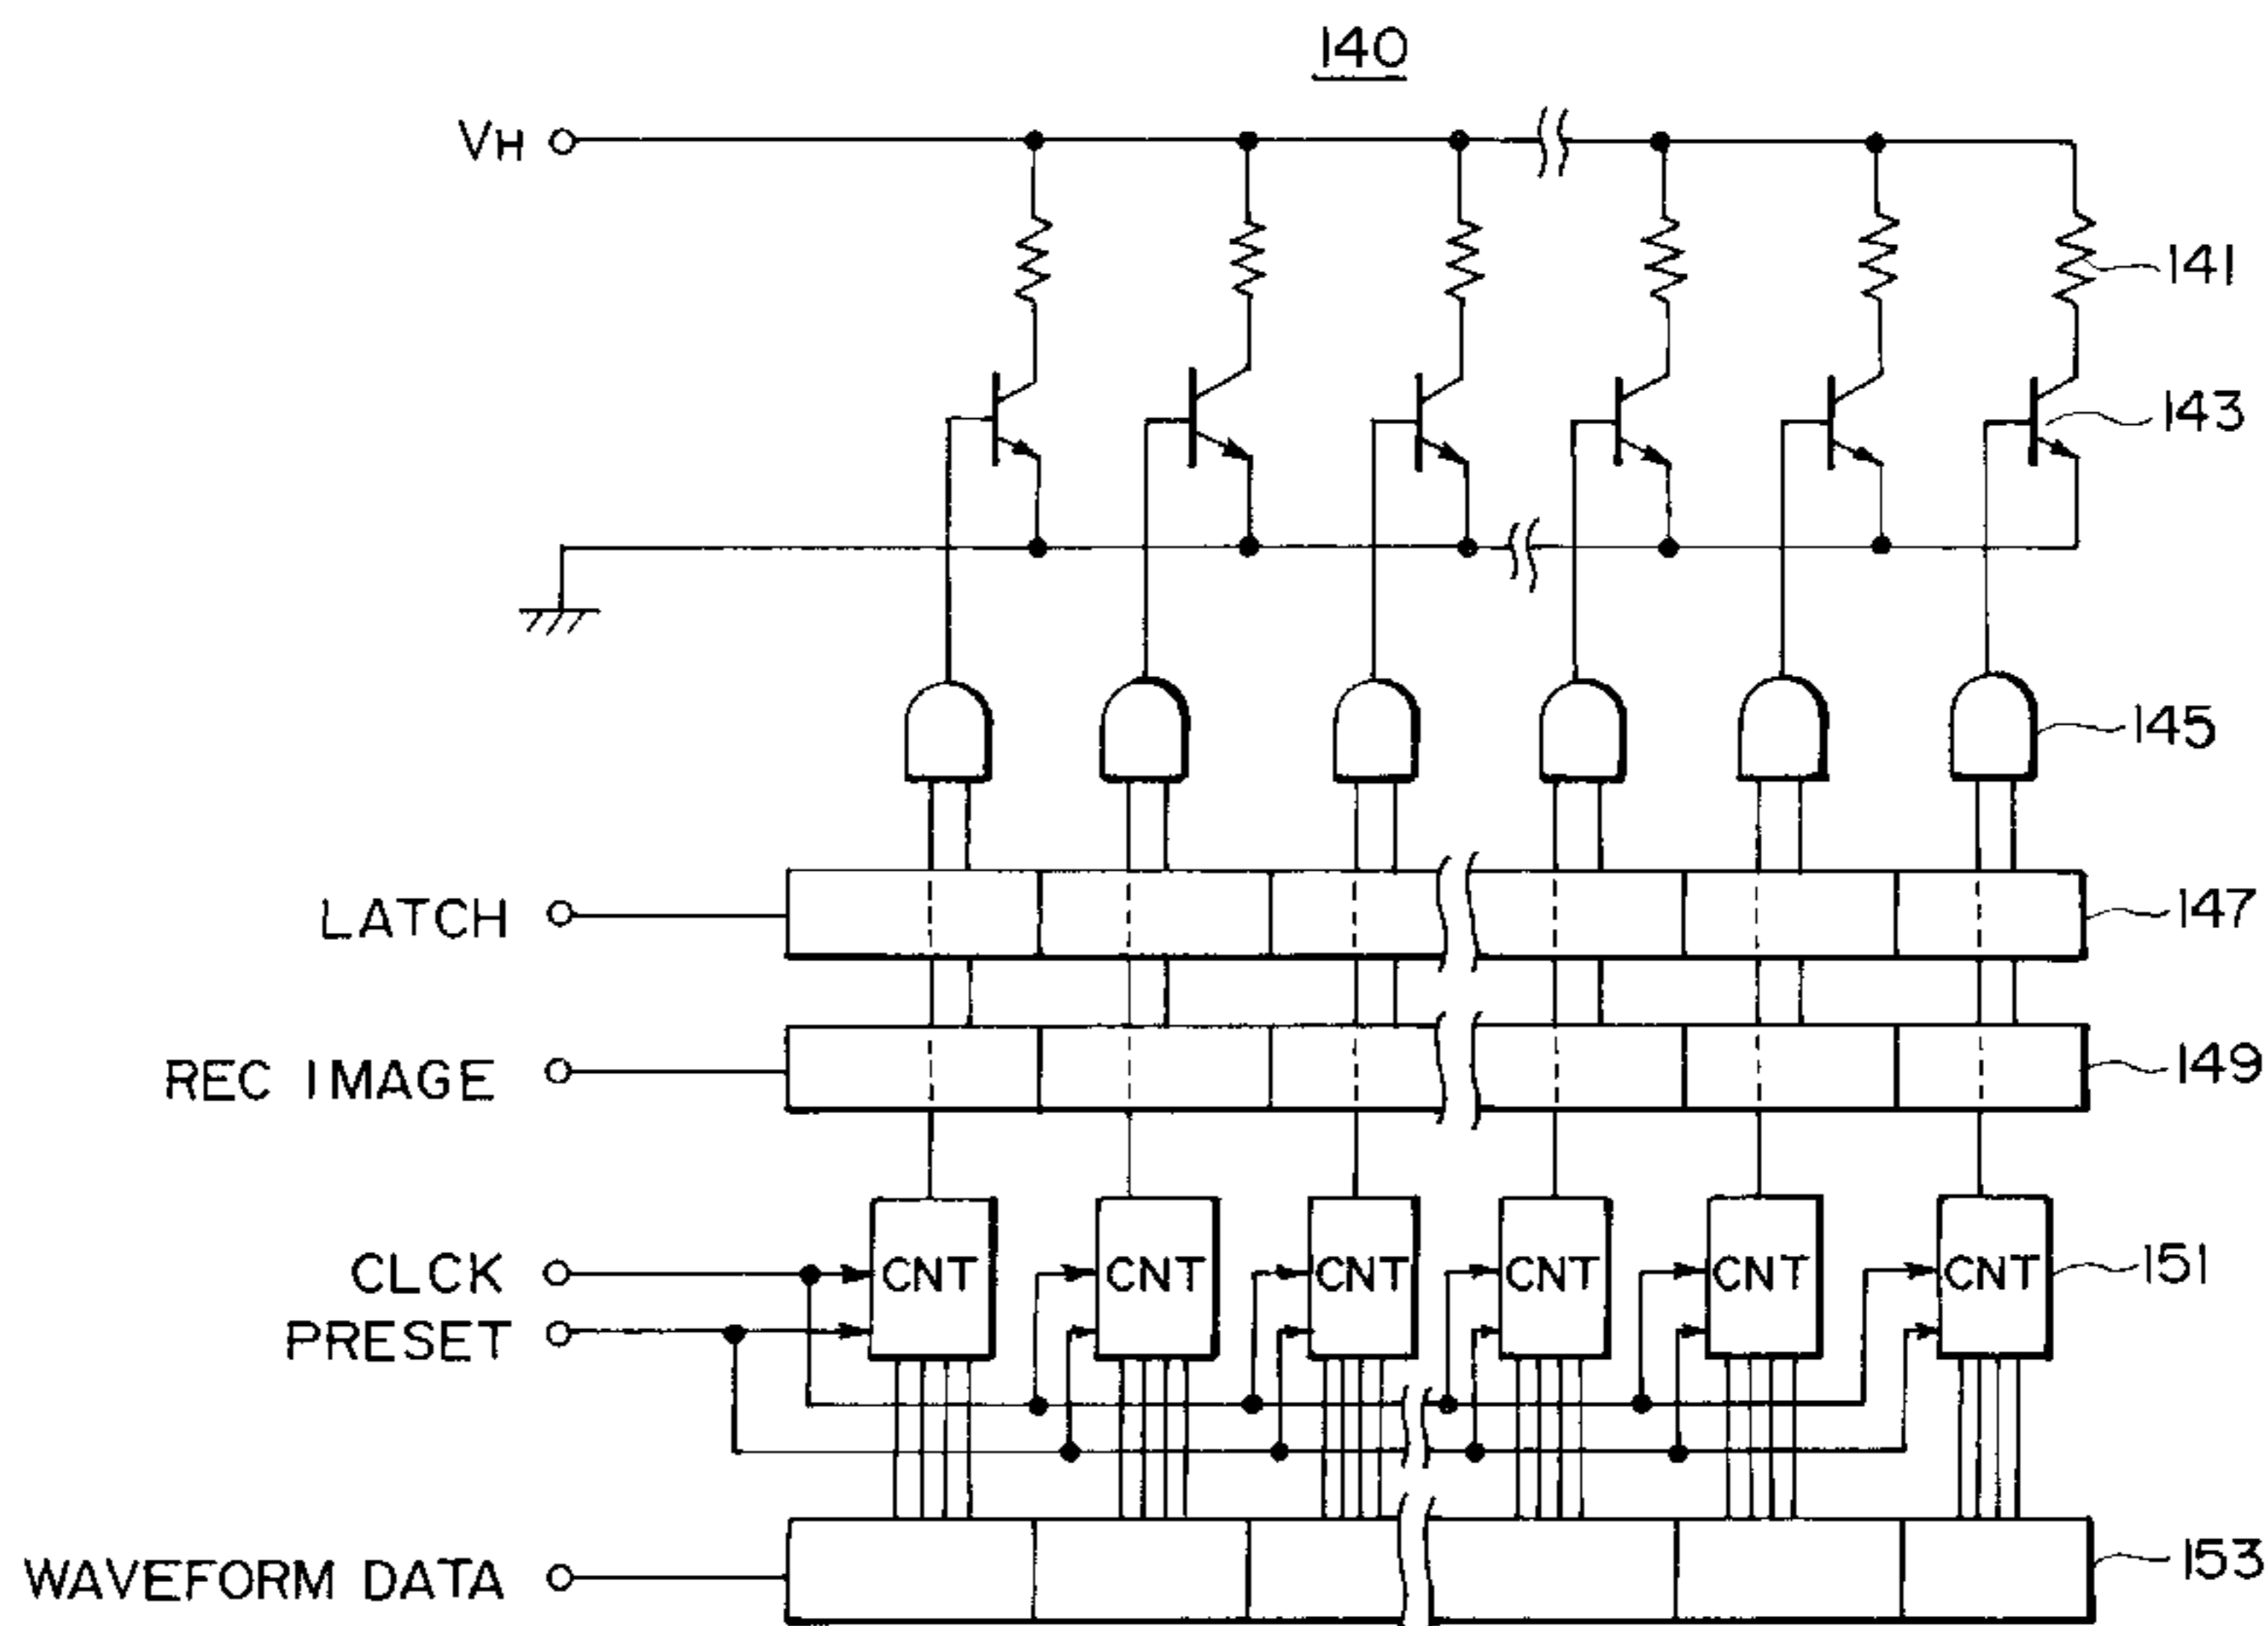 140
VH
141
143
145
LATCH
147
REC IMAGE
149
CLCK
CNT CNT CNT CNT CNT CNT
151
PRESET
WAVEFORM DATA
153